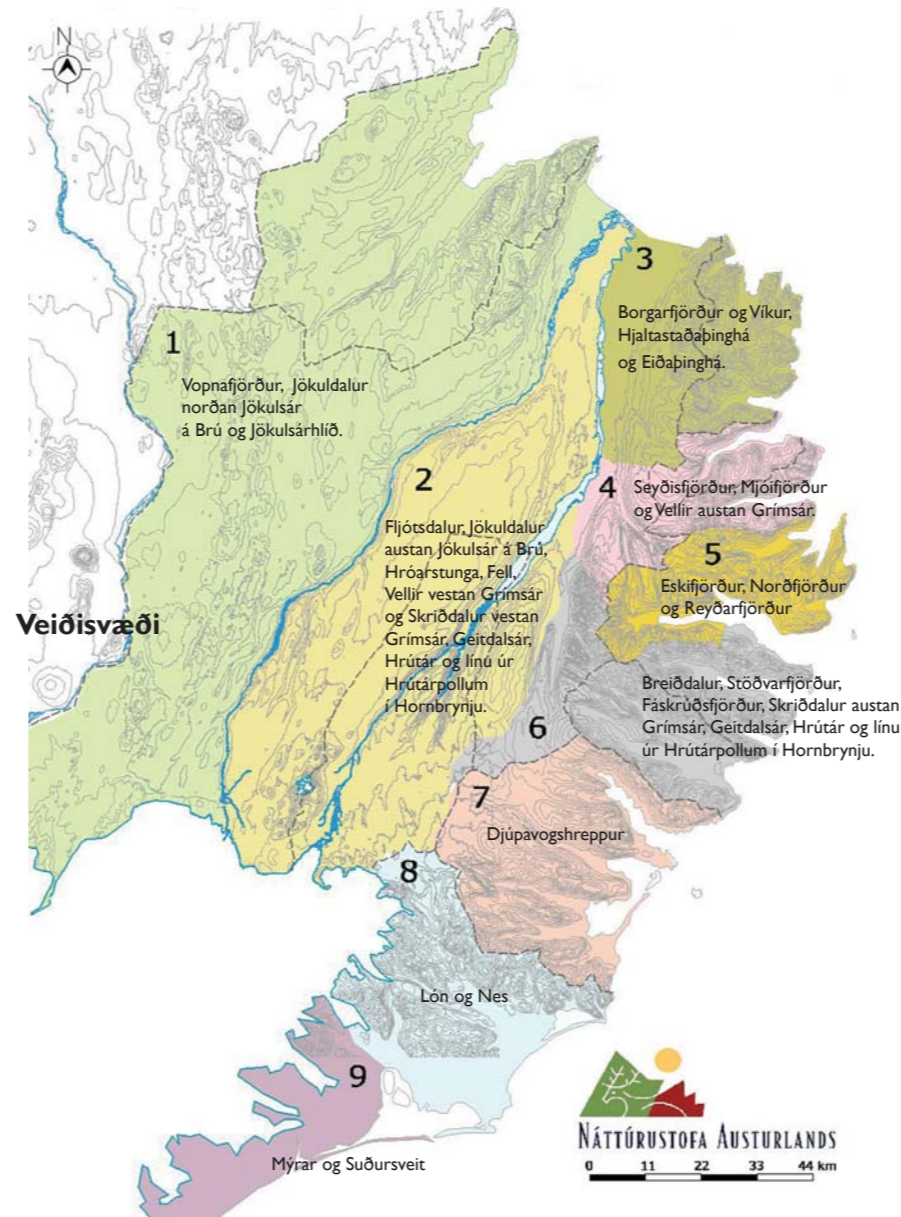 N
1
Vopnafjörður, Jökuldalur
norðan Jökulsár
á Brú og Jökulsárhlíð.
2
Fljótsdalur, Jökuldalur
austan Jökulsár á Brú,
Hróarstunga, Fell,
Vellir vestan Grímsár
og Skriðdalur vestan
Grímsár, Geitdalsár,
Hrútár og línu úr
Hrútárpollum
í Hornbrynju.
3
Borgarfjörður og Víkur,
Hjaltastaðaþinghá
og Eiðaþinghá.
4
Seyðisfjörður, Mjóifjörður
og Vellir austan Grímsár.
5
Eskifjörður, Norðfjörður
og Reyðarfjörður
Veiðisvæði
6
Breiðdalur, Stöðvarfjörður,
Fáskrúðsfjörður, Skriðdalur austan
Grímsár, Geitdalsár, Hrútár og línu
úr Hrútárpollum í Hornbrynju.
7
Djúpavogshreppur
8
Lón og Nes
9
Mýrar og Suðursveit
NÁTTÚRUSTOFA AUSTURLANDS
0 11 22 33 44 km